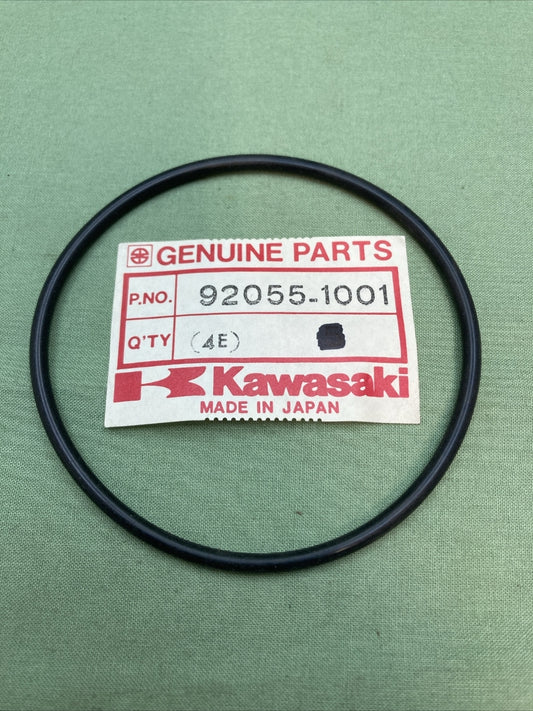 GENUINE PARTS
P.NO. 92055-1001
Q'TY (4E)
Kawasaki
MADE IN JAPAN